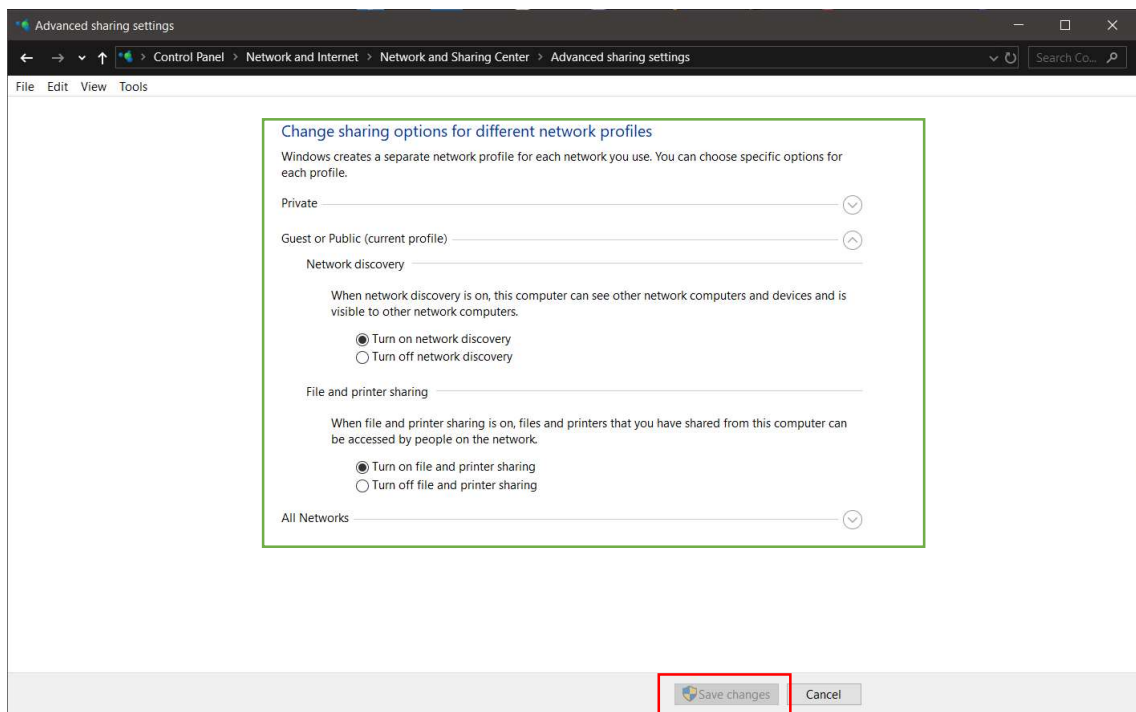 Advanced sharing settings
Control Panel > Network and Internet > Network and Sharing Center > Advanced sharing settings
Search Co...
File Edit View Tools
Change sharing options for different network profiles
Windows creates a separate network profile for each network you use. You can choose specific options for
each profile.
Private
Guest or Public (current profile)
Network discovery
When network discovery is on, this computer can see other network computers and devices and is
visible to other network computers.
Turn on network discovery
Turn off network discovery
File and printer sharing
When file and printer sharing is on, files and printers that you have shared from this computer can
be accessed by people on the network.
Turn on file and printer sharing
Turn off file and printer sharing
All Networks
Save changes
Cancel